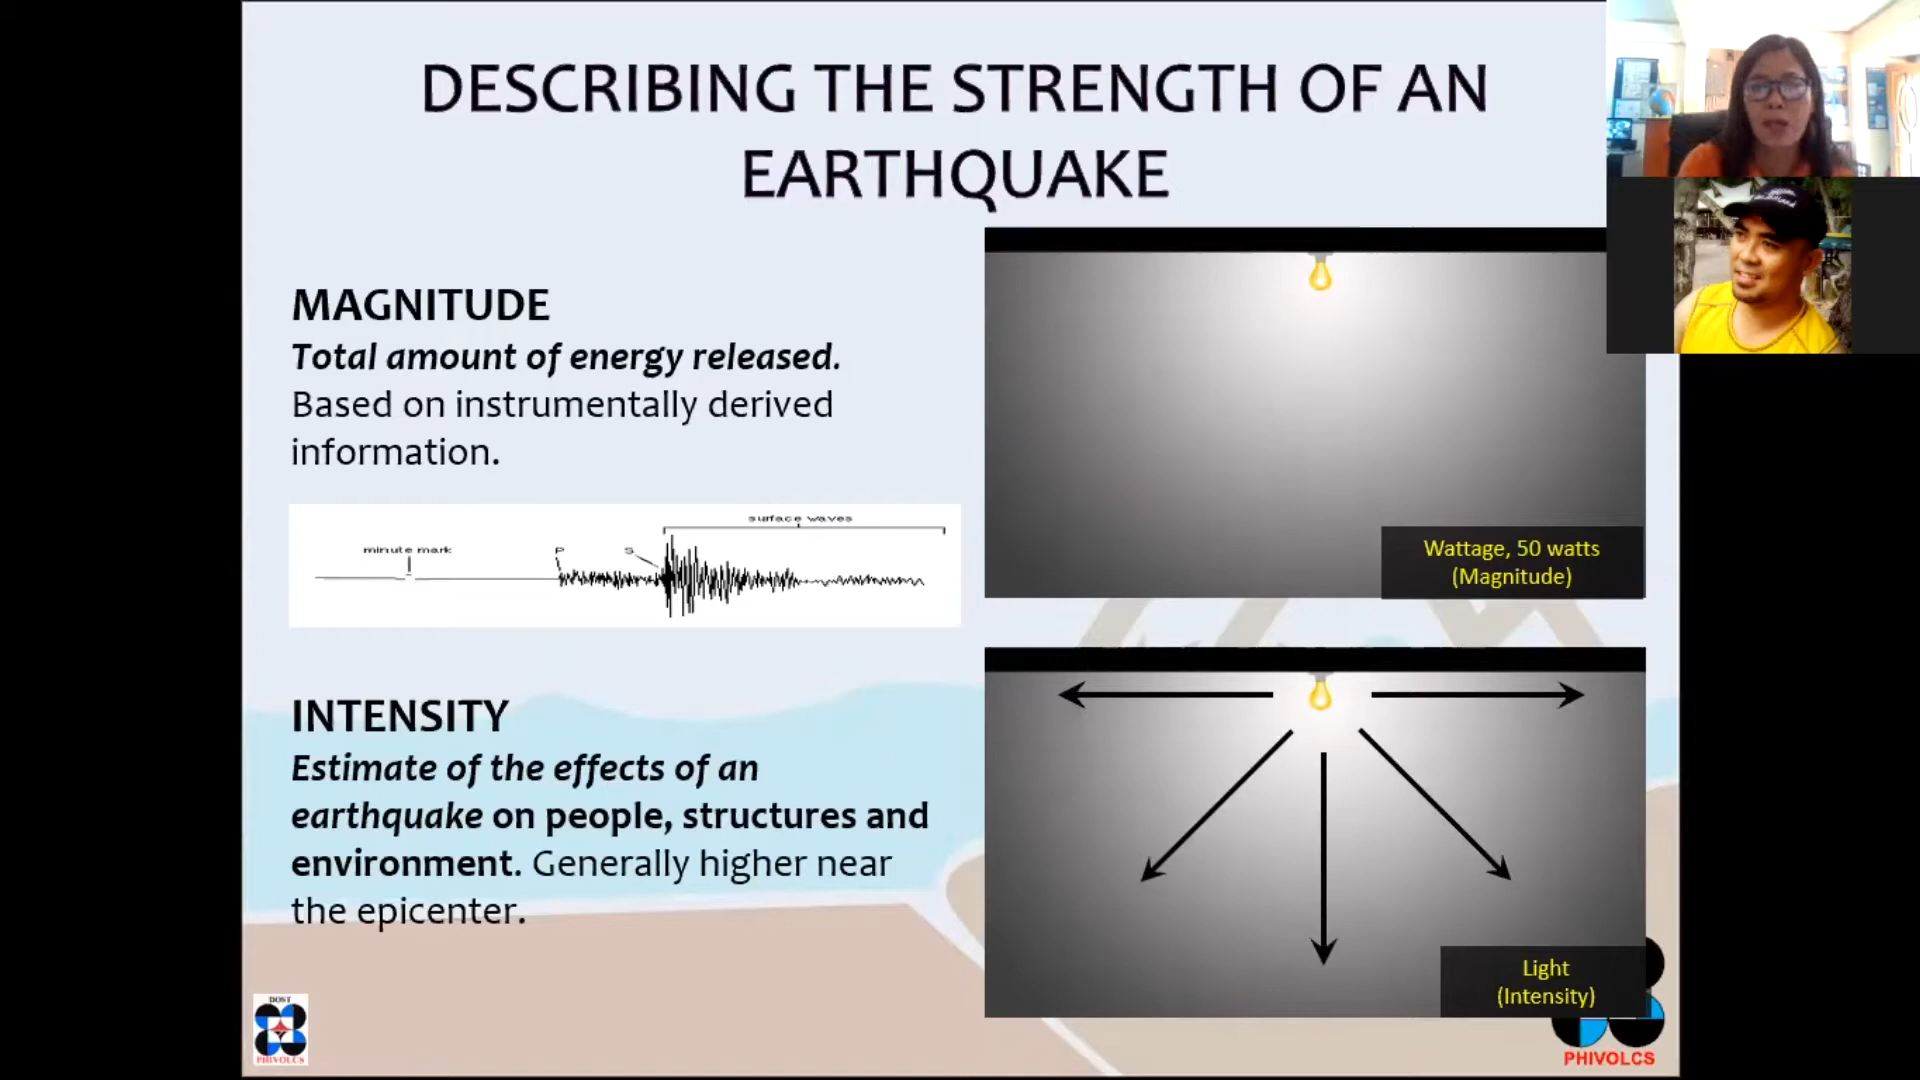 DESCRIBING THE STRENGTH OF AN
EARTHQUAKE
MAGNITUDE
Total amount of energy released.
Based on instrumentally derived
information.
surface waves
minute mark
P
S
Wattage, 50 watts
(Magnitude)
INTENSITY
Estimate of the effects of an
earthquake on people, structures and
environment. Generally higher near
the epicenter.
Light
(Intensity)
DOST
PHIVOLCS
PHIVOLCS